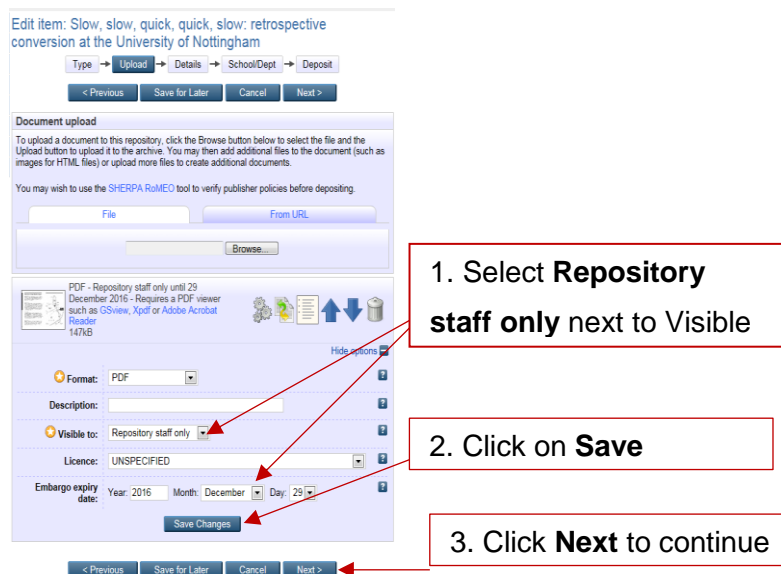 Edit item: Slow, slow, quick, quick, slow: retrospective
conversion at the University of Nottingham
Type → Upload → Details → School/Dept → Deposit
< Previous Save for Later Cancel Next >
Document upload
To upload a document to this repository, click the Browse button below to select the file and the
Upload button to upload it to the archive. You may then add additional files to the document (such as
images for HTML files) or upload more files to create additional documents.
You may wish to use the SHERPA RoMEO tool to verify publisher policies before depositing.
File From URL
Browse...
PDF - Repository staff only until 29
December 2016 - Requires a PDF viewer
such as GSview, Xpdf or Adobe Acrobat
Reader
147kB
Hide options
Format: PDF
Description:
Visible to: Repository staff only
Licence: UNSPECIFIED
Embargo expiry
date: Year: 2016 Month: December Day: 29
Save Changes
< Previous Save for Later Cancel Next >
1. Select Repository
staff only next to Visible
2. Click on Save
3. Click Next to continue